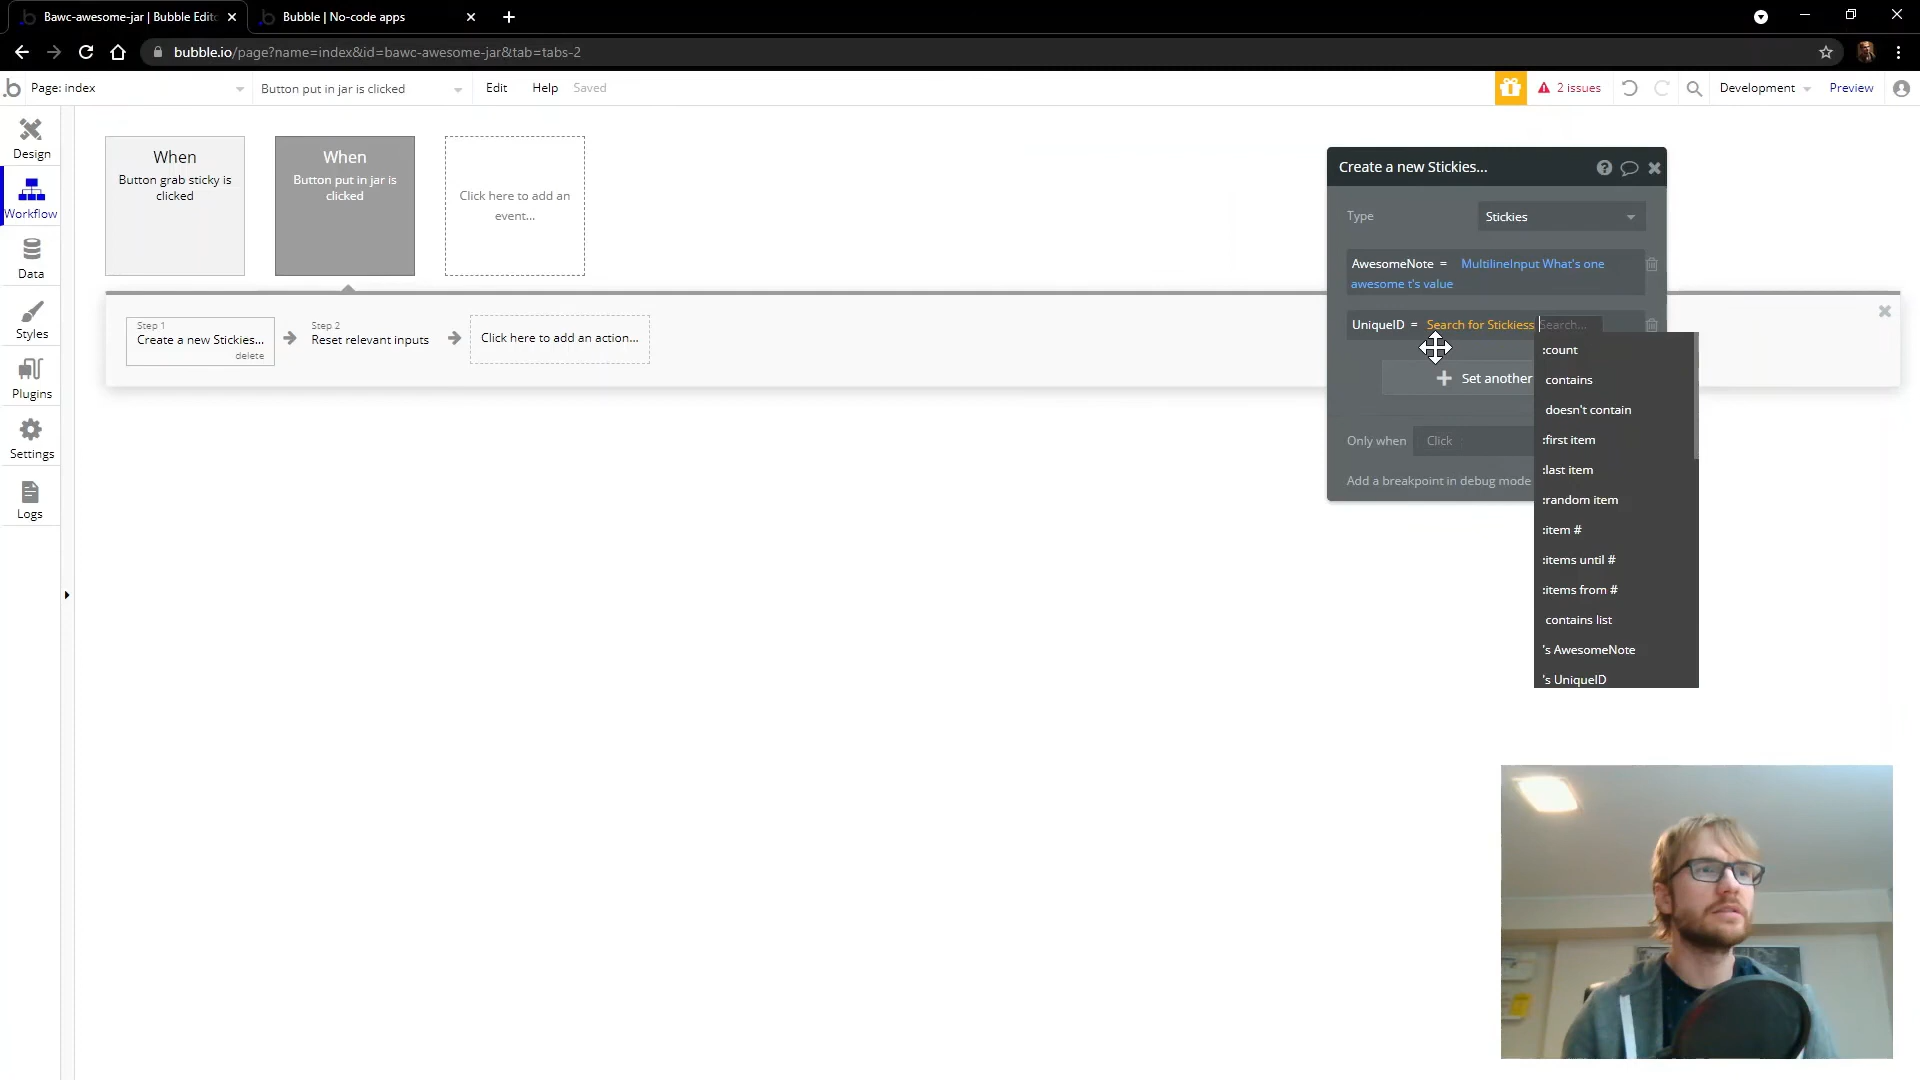 Bawc-awesome-jar | Bubble Edito
Bubble | No-code apps
bubble.io/page?name=index&id=bawc-awesome-jar&tab=tabs-2
Page: index
Button put in jar is clicked
Edit
Help
Saved
2 issues
Development
Preview
Design
Workflow
Data
Styles
Plugins
Settings
Logs
When
Button grab sticky is
clicked
When
Button put in jar is
clicked
Click here to add an
event...
Step 1
Create a new Stickies...
delete
Step 2
Reset relevant inputs
Click here to add an action...
Create a new Stickies...
Type
Stickies
AwesomeNote = MultilineInput What's one
awesome t's value
UniqueID = Search for Stickiess Search...
Set another
Only when
Click
Add a breakpoint in debug mode
:count
contains
doesn't contain
:first item
:last item
:random item
:item #
:items until #
:items from #
contains list
's AwesomeNote
's UniqueID